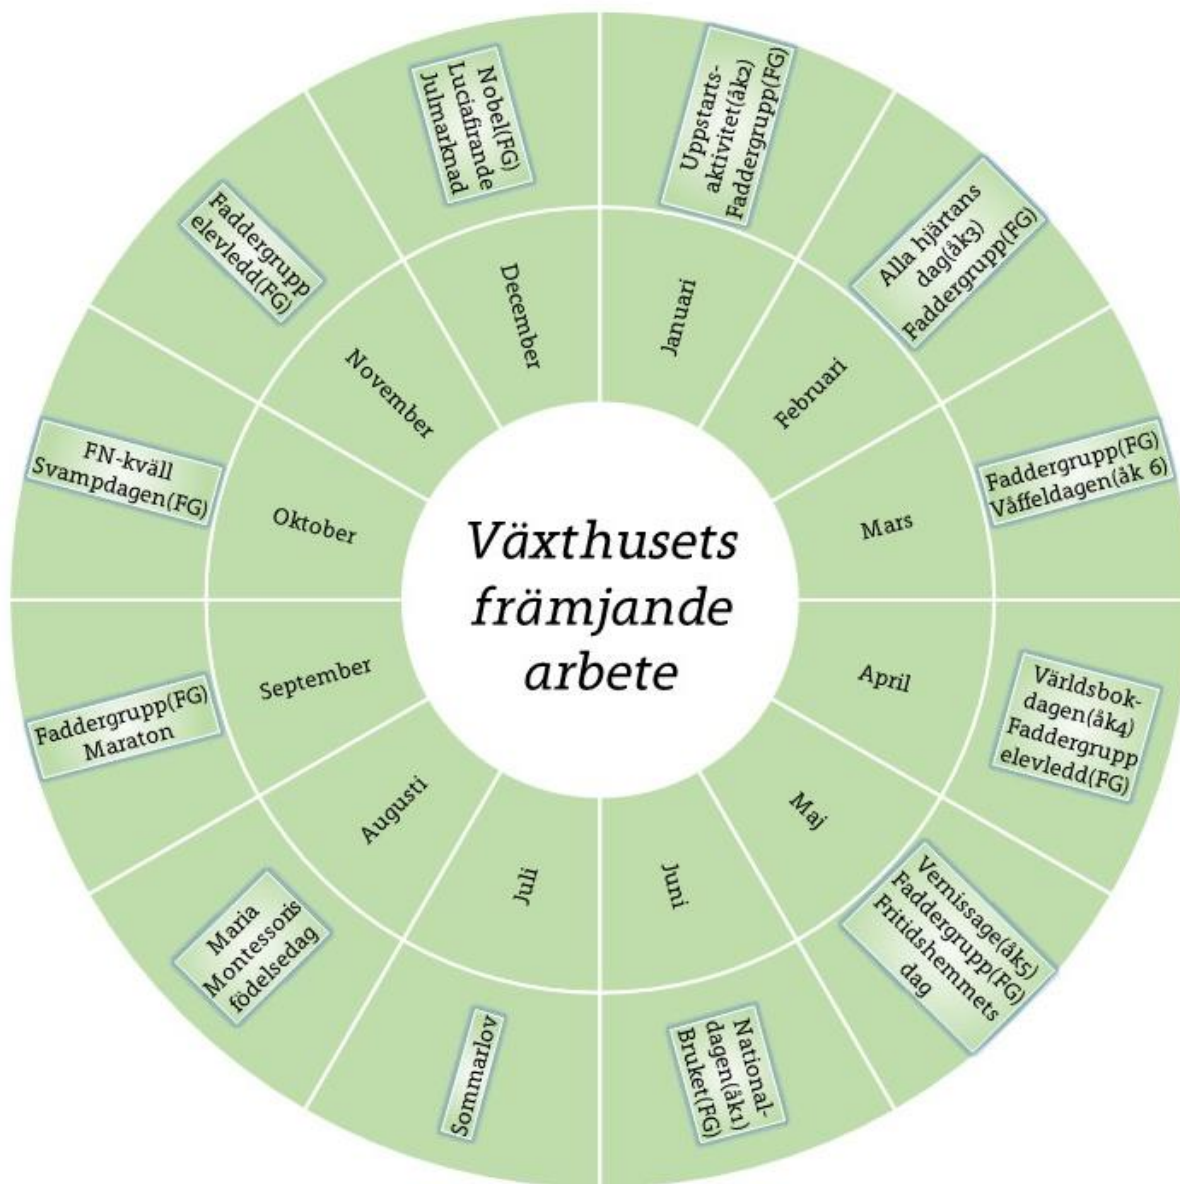 Växthusets
främjande
arbete
Januari
Uppstarts-
aktivitet(åk2)
Faddergrupp(FG)
Februari
Alla hjärtans
dag(åk3)
Faddergrupp(FG)
Mars
Faddergrupp(FG)
Våffeldagen(åk 6)
April
Världsbok-
dagen(åk4)
Faddergrupp
elevledd(FG)
Maj
Vernissage(åk5)
Faddergrupp(FG)
Fritidshemmets
dag
Juni
National-
dagen(åk1)
Bruket(FG)
Juli
Sommarlov
Augusti
Maria
Montessoris
födelsedag
September
Faddergrupp(FG)
Maraton
Oktober
FN-kväll
Svampdagen(FG)
November
Faddergrupp
elevledd(FG)
December
Nobel(FG)
Luciafirande
Julmarknad